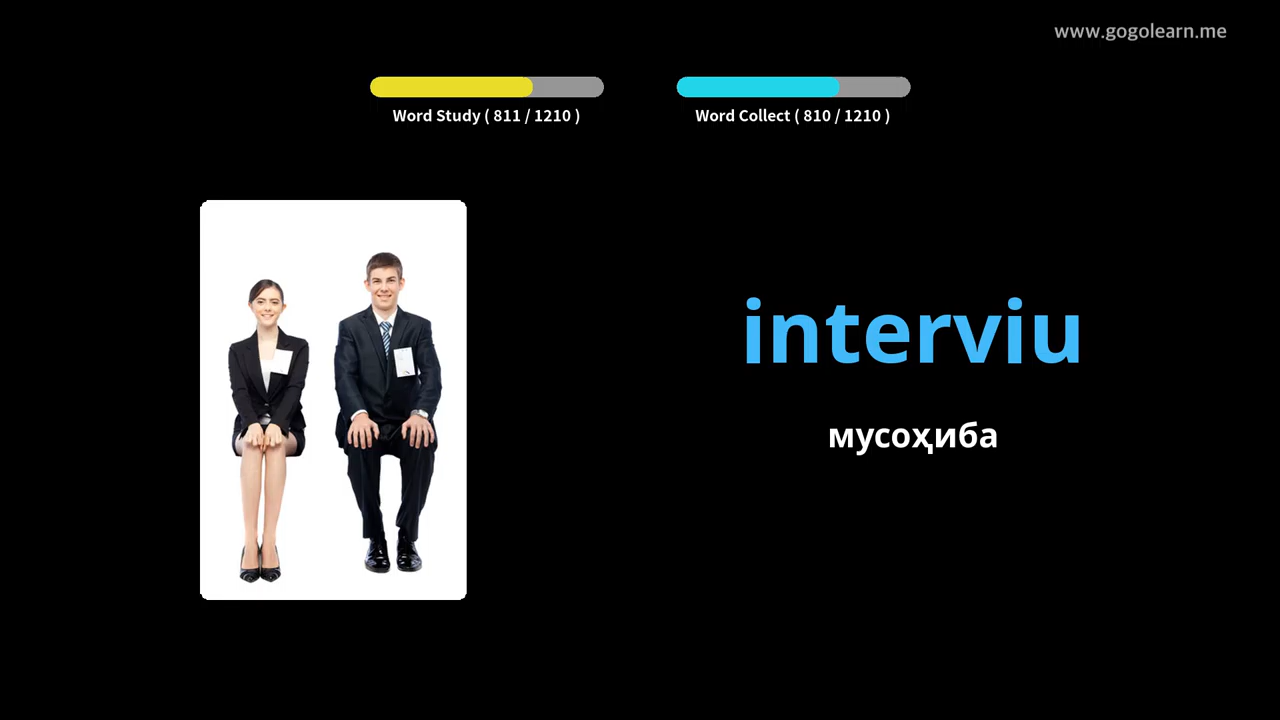 www.gogolearn.me
Word Study ( 811 / 1210 )
Word Collect ( 810 / 1210 )
interviu
мусоҳиба